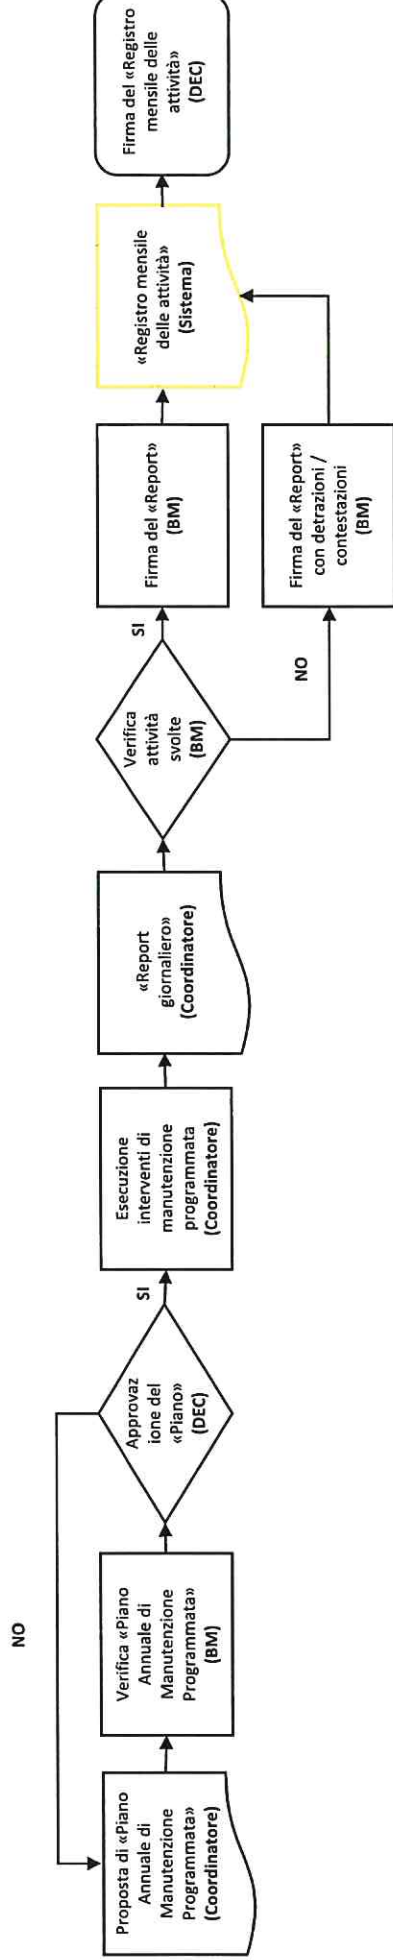 Proposta di «Piano
Annuale di
Manutenzione
Programmata»
(Coordinatore)
Verifica «Piano
Annuale di
Manutenzione
Programmata»
(BM)
NO
Approvaz
ione del
«Piano»
(DEC)
SI
Esecuzione
interventi di
manutenzione
programmata
(Coordinatore)
«Report
giornaliero»
(Coordinatore)
Verifica
attività
svolte
(BM)
SI
NO
Firma del «Report»
(BM)
Firma del «Report»
con detrazioni /
contestazioni
(BM)
«Registro mensile
delle attività»
(Sistema)
Firma del «Registro
mensile delle
attività»
(DEC)